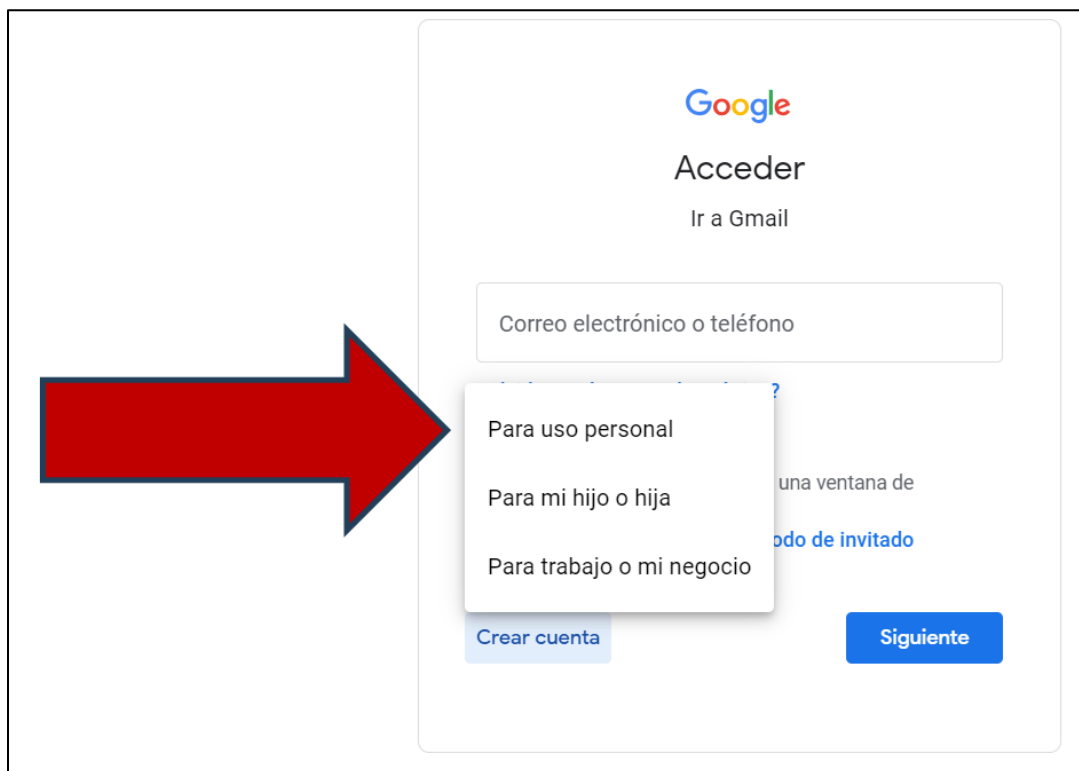 Google
Acceder
Ir a Gmail
Correo electrónico o teléfono
?
Para uso personal
una ventana de
Para mi hijo o hija
odo de invitado
Para trabajo o mi negocio
Crear cuenta
Siguiente